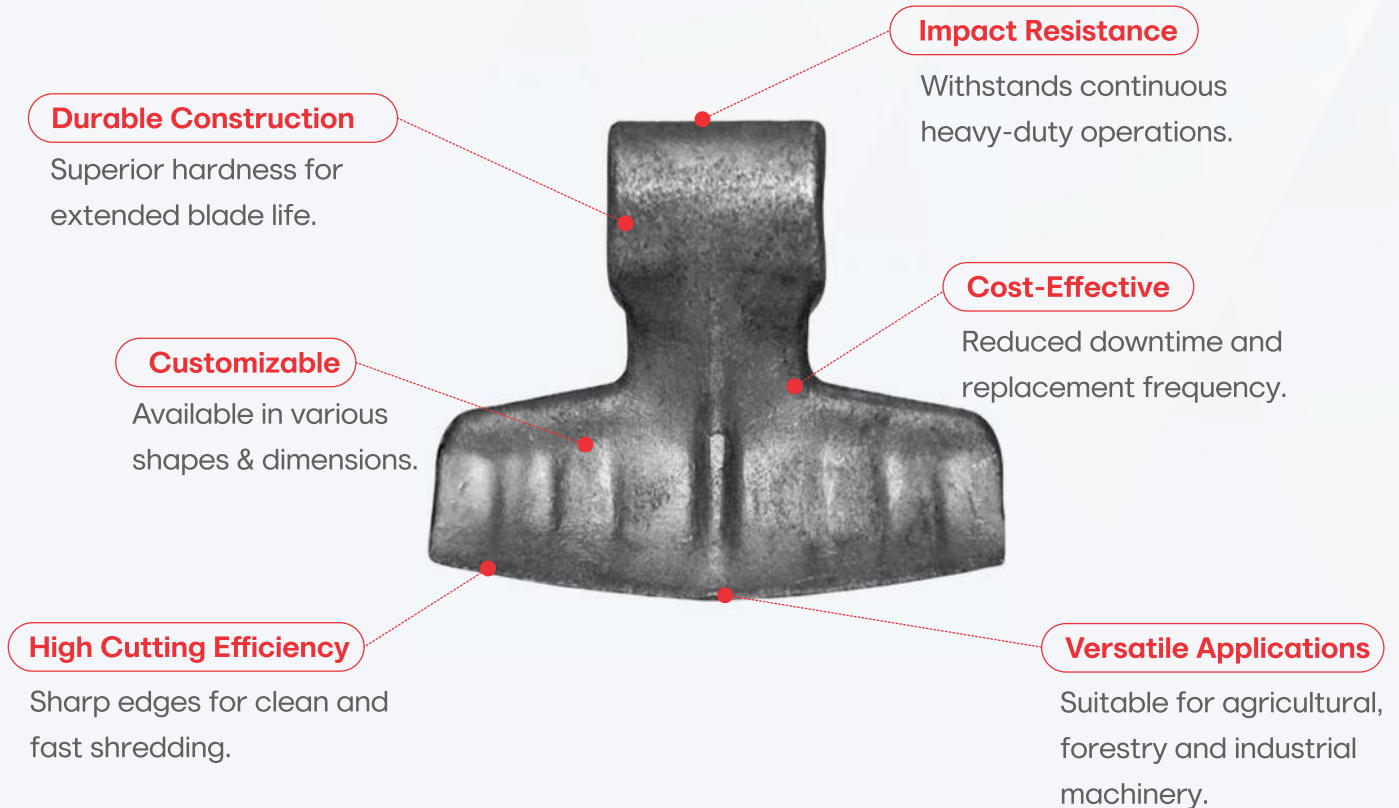 Impact Resistance
Withstands continuous
heavy-duty operations.
Durable Construction
Superior hardness for
extended blade life.
Cost-Effective
Reduced downtime and
replacement frequency.
Customizable
Available in various
shapes & dimensions.
High Cutting Efficiency
Sharp edges for clean and
fast shredding.
Versatile Applications
Suitable for agricultural,
forestry and industrial
machinery.